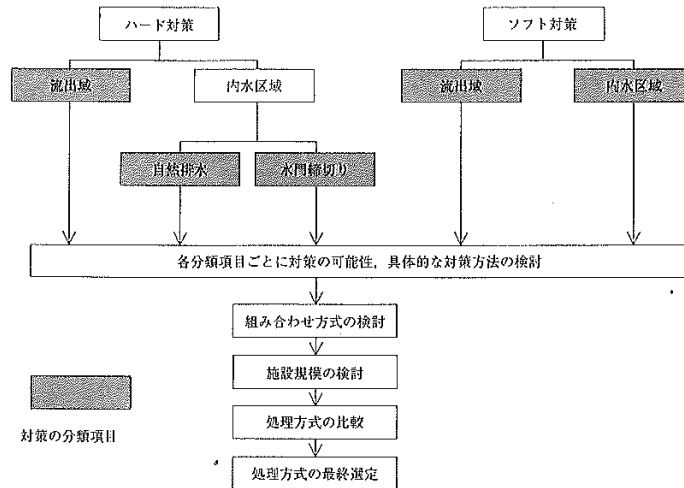 ハード対策
ソフト対策
流出域
内水区域
流出域
内水区域
自然排水
水門締切り
各分類項目ごとに対策の可能性，具体的な対策方法の検討
組み合わせ方式の検討
施設規模の検討
処理方式の比較
対策の分類項目
処理方式の最終選定